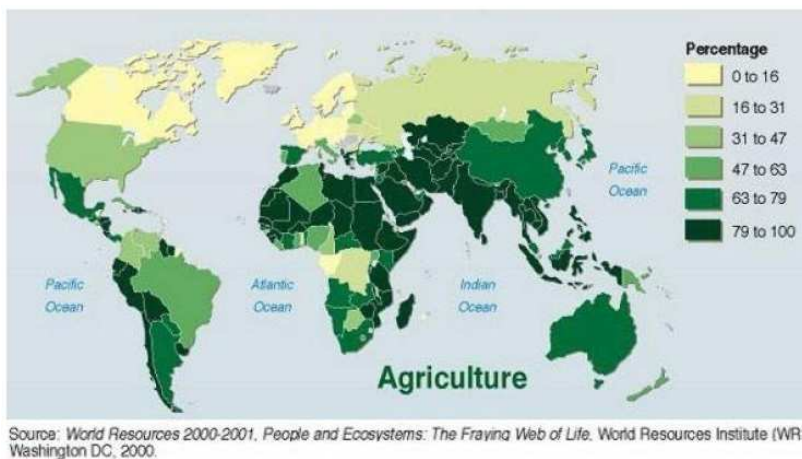 Percentage
0 to 16
16 to 31
31 to 47
47 to 63
63 to 79
79 to 100
Pacific
Ocean
Pacific
Ocean
Atlantic
Ocean
Indian
Ocean
Agriculture
Source: World Resources 2000-2001, People and Ecosystems: The Fraying Web of Life, World Resources Institute (WR
Washington DC, 2000.